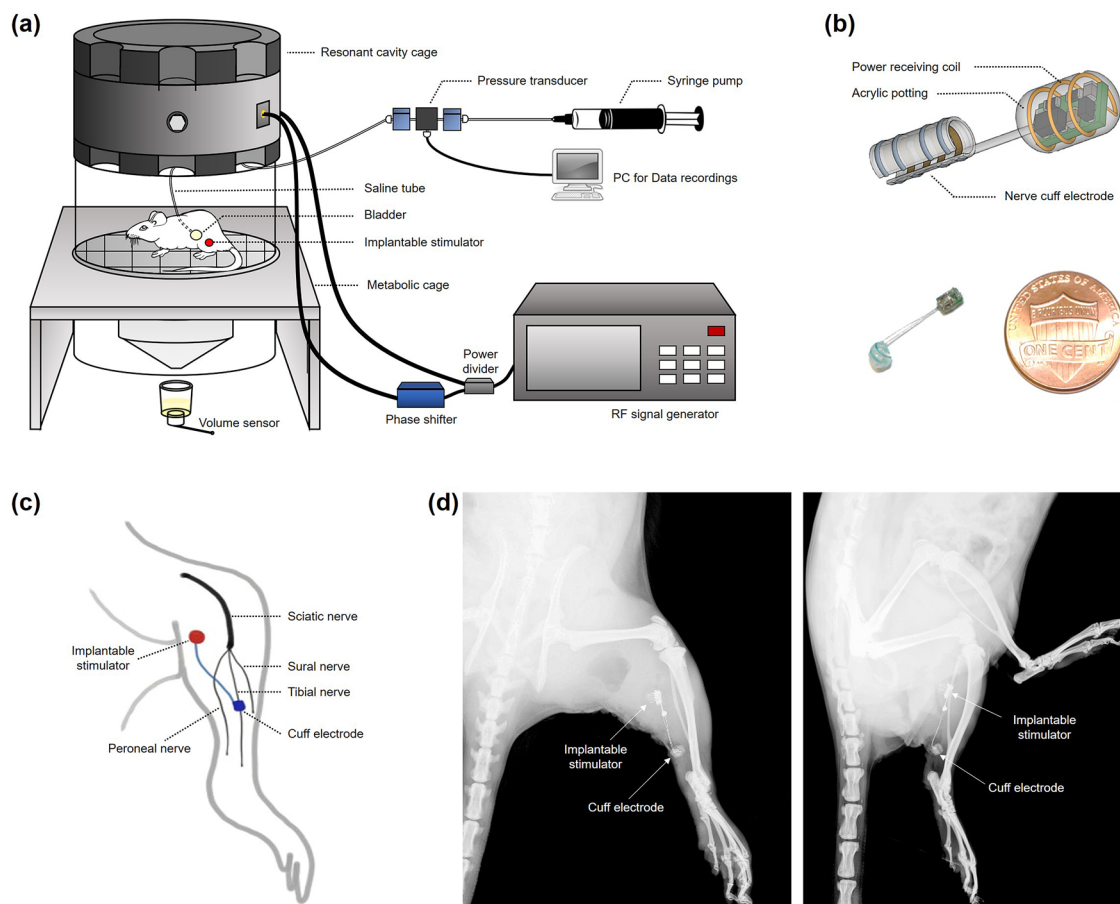 (a)
Resonant cavity cage
Pressure transducer
Syringe pump
PC for Data recordings
Saline tube
Bladder
Implantable stimulator
Metabolic cage
Power
divider
Phase shifter
RF signal generator
Volume sensor
(b)
Power receiving coil
Acrylic potting
Nerve cuff electrode
UNITED STATES OF AMERICA
E PLURIBUS UNUM
ONE CENT
(c)
Sciatic nerve
Implantable
stimulator
Sural nerve
Tibial nerve
Cuff electrode
Peroneal nerve
(d)
Implantable
stimulator
Cuff electrode
Implantable
stimulator
Cuff electrode